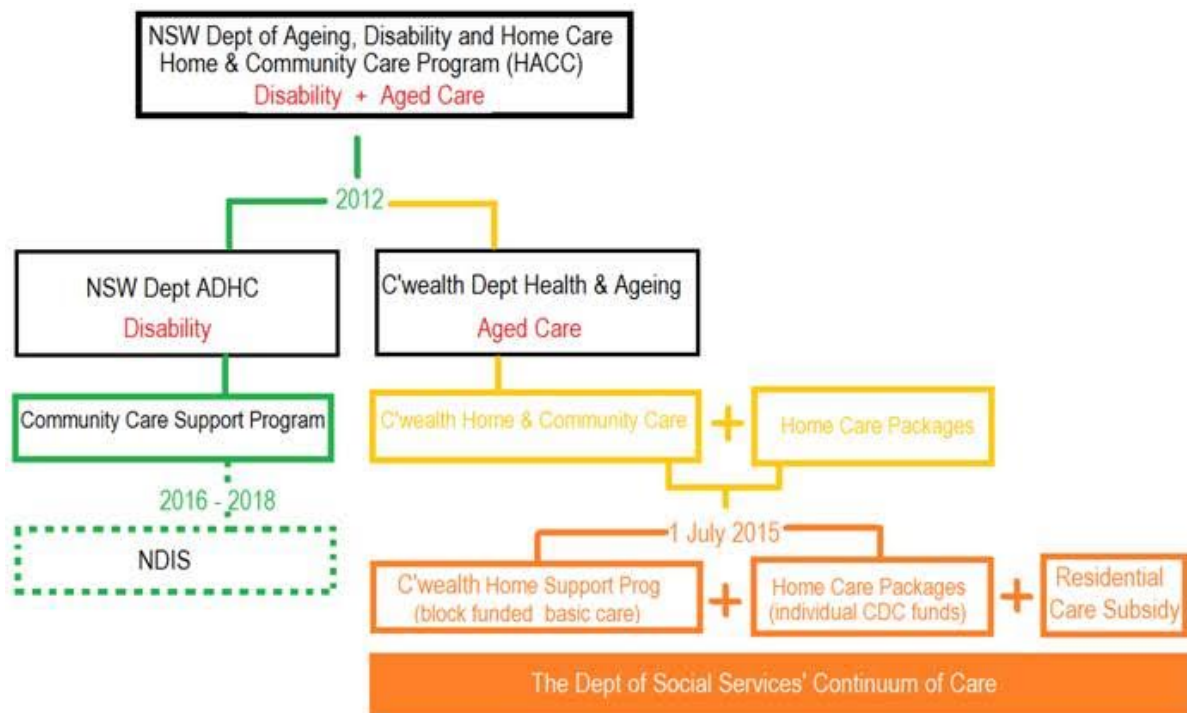 NSW Dept of Ageing, Disability and Home Care
Home & Community Care Program (HACC)
Disability + Aged Care
2012
NSW Dept ADHC
Disability
C'wealth Dept Health & Ageing
Aged Care
Community Care Support Program
C'wealth Home & Community Care
+
Home Care Packages
2016 - 2018
NDIS
1 July 2015
C'wealth Home Support Prog
(block funded basic care)
+
Home Care Packages
(individual CDC funds)
+
Residential
Care Subsidy
The Dept of Social Services' Continuum of Care